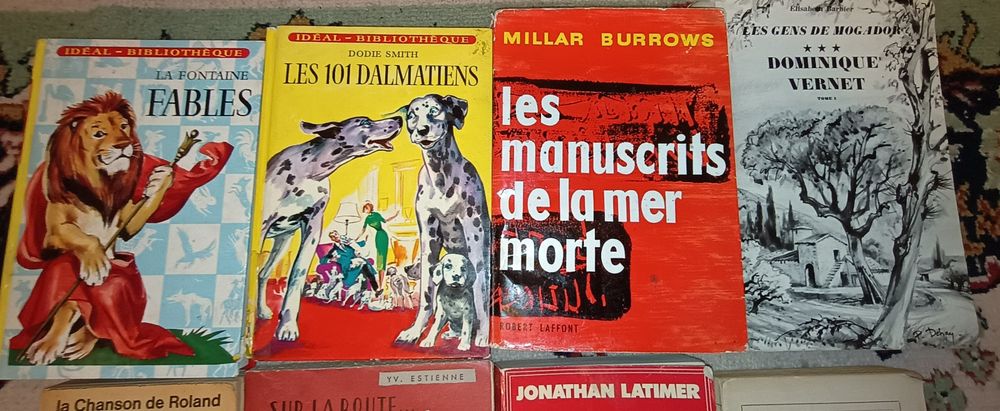 IDÉAL - BIBLIOTHÈQUE
LA FONTAINE
FABLES
IDÉAL - BIBLIOTHÈQUE
DODIE SMITH
LES 101 DALMATIENS
MILLAR BURROWS
les
manuscrits
de la mer
morte
ROBERT LAFFONT
Élisabeth Barbier
LES GENS DE MOGADOR
★★★
DOMINIQUE
VERNET
TOME I
la Chanson de Roland
YV. ESTIENNE
SUR LA ROUTE...
JONATHAN LATIMER